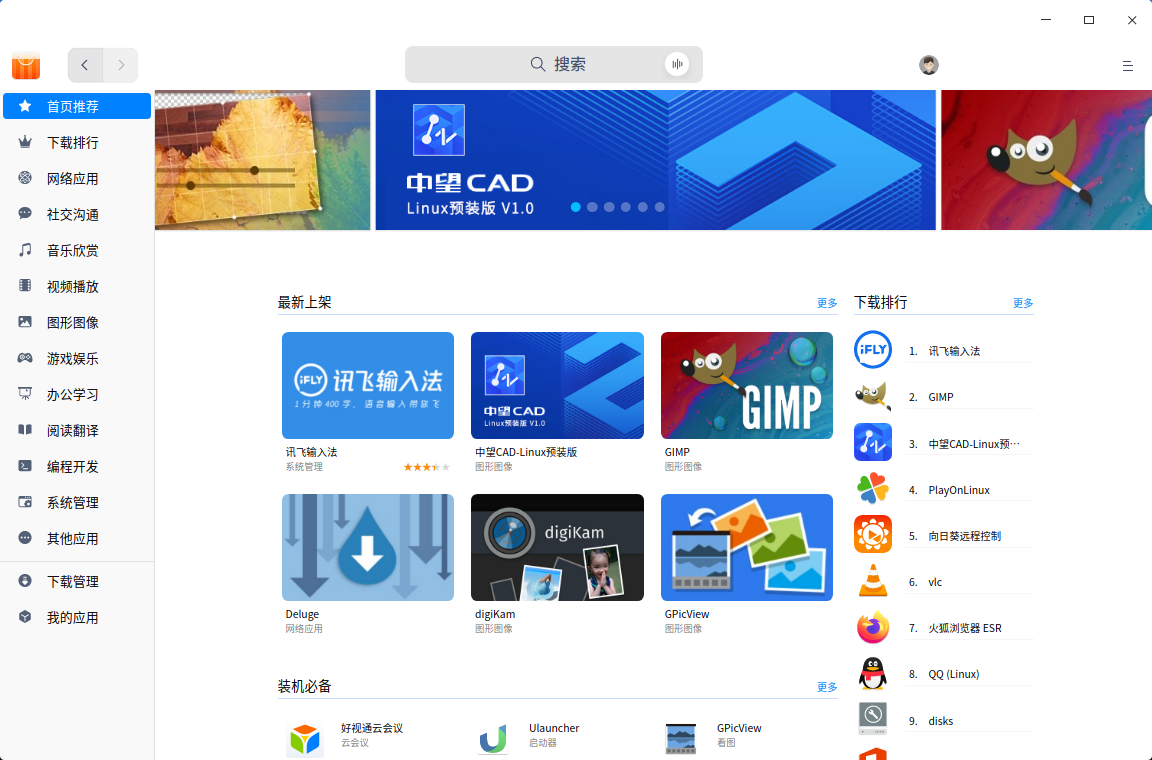 搜索
首页推荐
下载排行
网络应用
社交沟通
音乐欣赏
视频播放
图形图像
游戏娱乐
办公学习
阅读翻译
编程开发
系统管理
其他应用
下载管理
我的应用
中望CAD
Linux预装版 V1.0
最新上架
更多
iFLY 讯飞输入法
1分钟400字，语音输入带你飞
讯飞输入法
系统管理
中望CAD
Linux预装版 V1.0
中望CAD-Linux预装版
图形图像
GIMP
GIMP
图形图像
Deluge
网络应用
digiKam
digiKam
图形图像
GPicView
图形图像
装机必备
更多
好视通云会议
云会议
Ulauncher
启动器
GPicView
看图
下载排行
更多
iFLY
1. 讯飞输入法
2. GIMP
3. 中望CAD-Linux预…
4. PlayOnLinux
5. 向日葵远程控制
6. vlc
7. 火狐浏览器 ESR
8. QQ (Linux)
9. disks